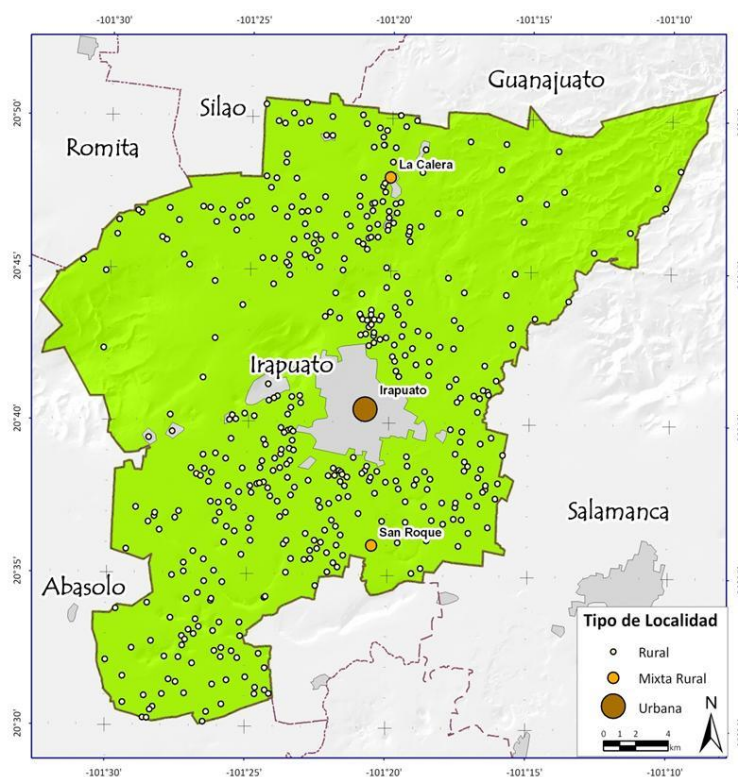 -101°30' -101°25' -101°20' -101°15' -101°10'
Guanajuato
20°50'
Silao
Romita
La Calera
20°45'
Irapuato
Irapuato
20°40'
Salamanca
San Roque
20°35'
Abasolo
Tipo de Localidad
Rural
Mixta Rural
Urbana
N
0 1 2 4
km
20°30'
-101°30' -101°25' -101°20' -101°15' -101°10'